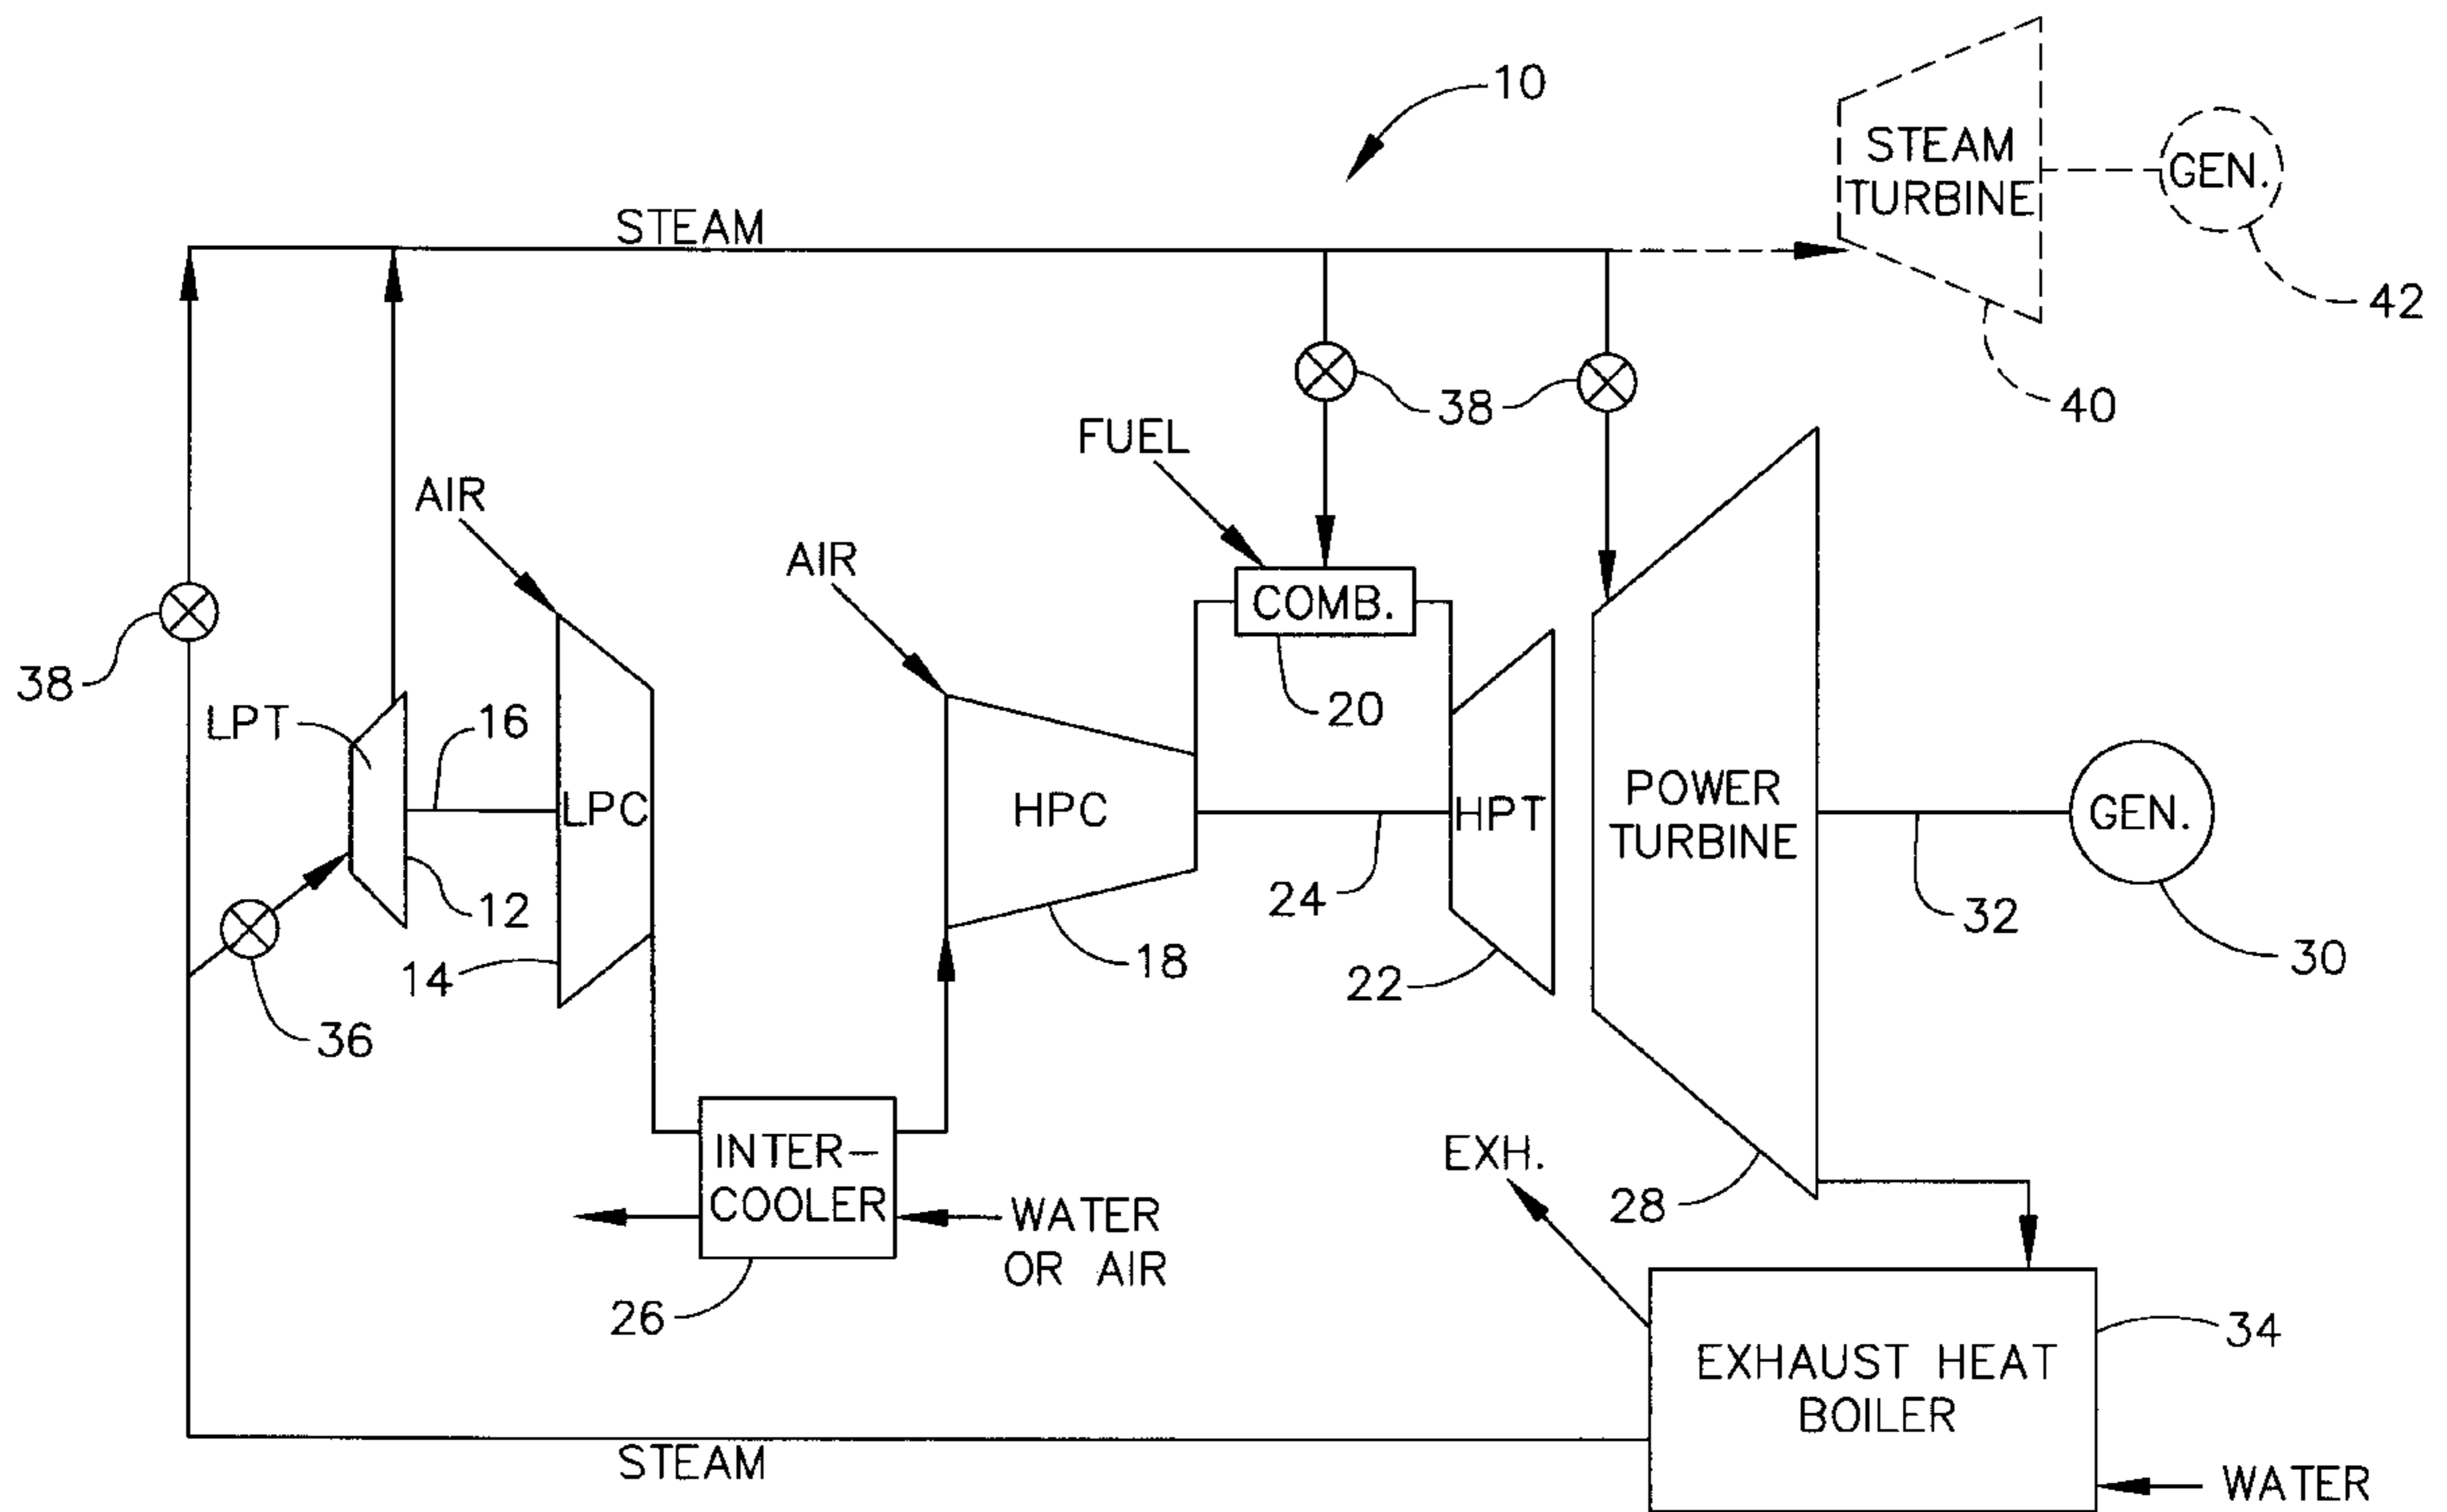 10
STEAM
TURBINE
GEN.
STEAM
42
38
40
FUEL
AIR
AIR
COMB.
38
LPT
16
20
LPC
HPC
HPT
POWER
TURBINE
GEN.
12
24
32
14
18
22
30
36
INTER-
COOLER
EXH.
WATER
OR AIR
28
26
34
EXHAUST HEAT
BOILER
STEAM
WATER